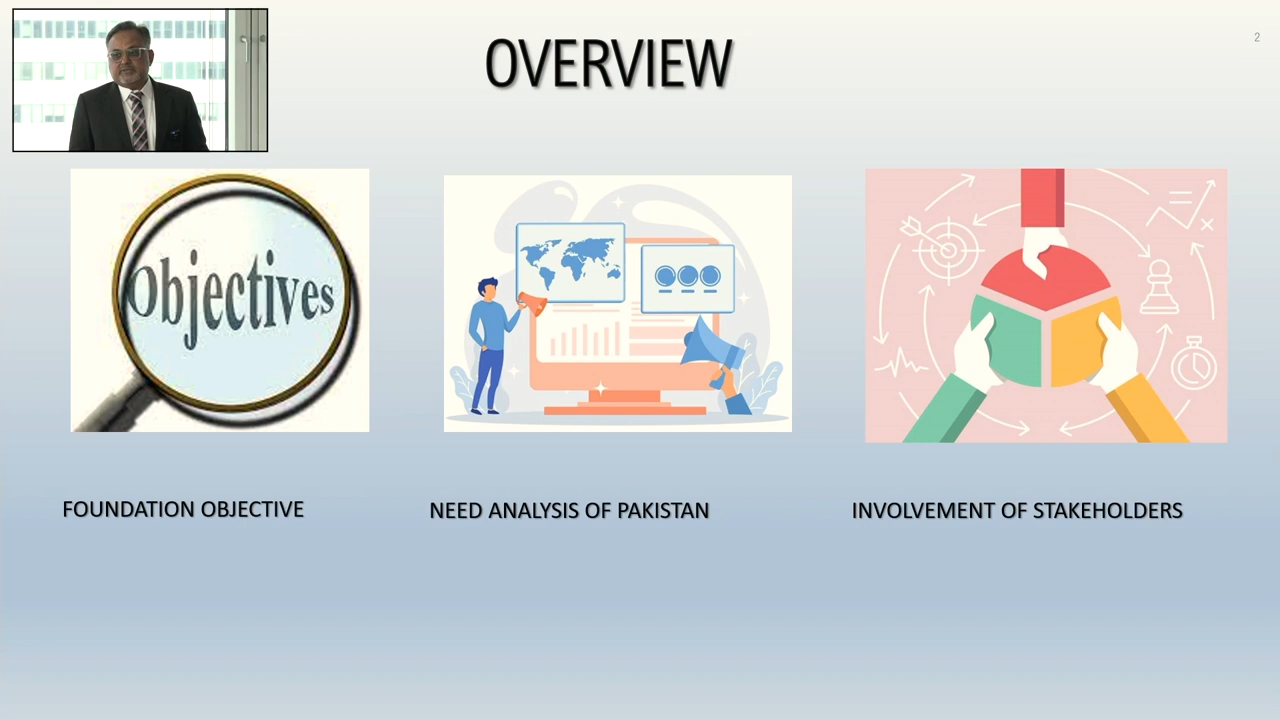 OVERVIEW
2
Objectives
FOUNDATION OBJECTIVE
NEED ANALYSIS OF PAKISTAN
INVOLVEMENT OF STAKEHOLDERS